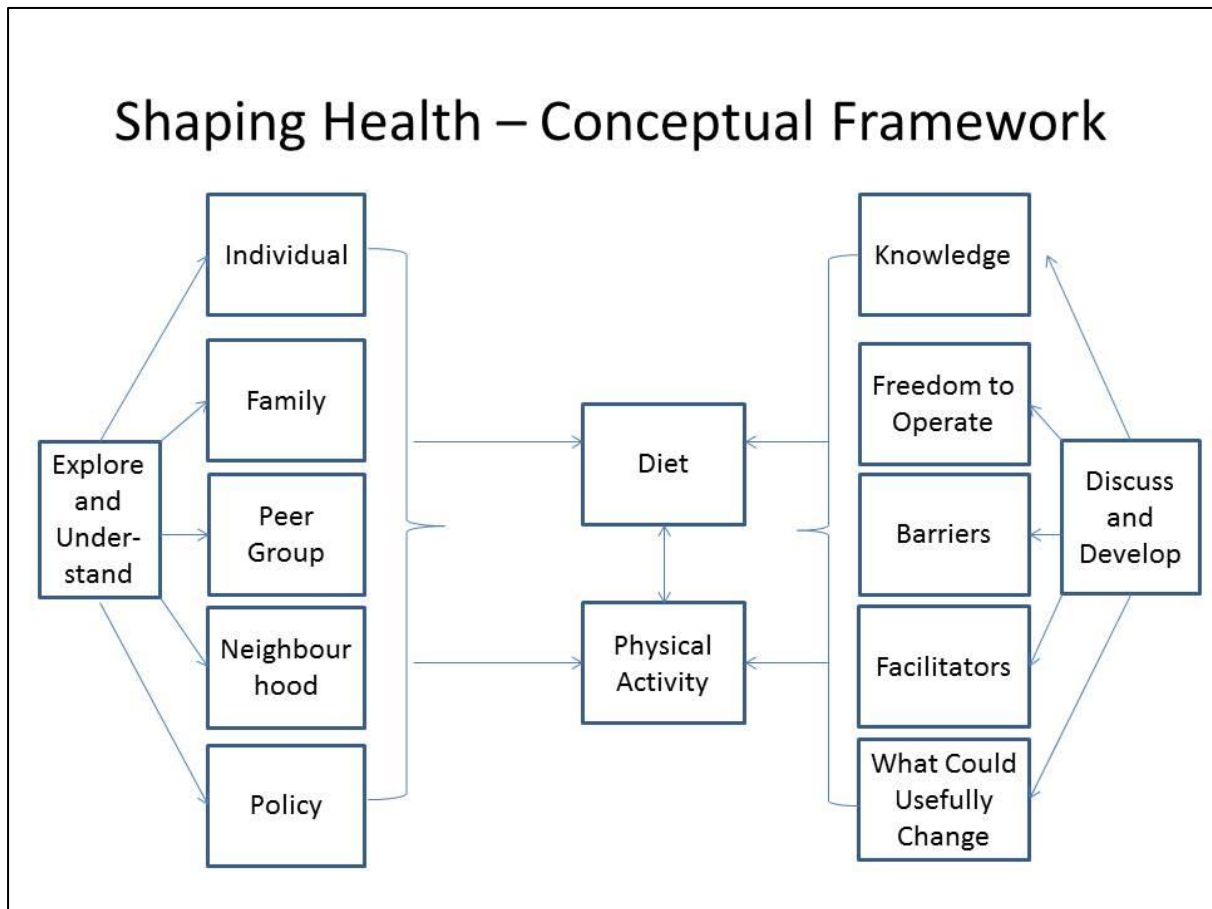 Shaping Health – Conceptual Framework
Explore
and
Under-
stand
Individual
Family
Peer
Group
Neighbour
hood
Policy
Diet
Physical
Activity
Knowledge
Freedom to
Operate
Barriers
Facilitators
What Could
Usefully
Change
Discuss
and
Develop